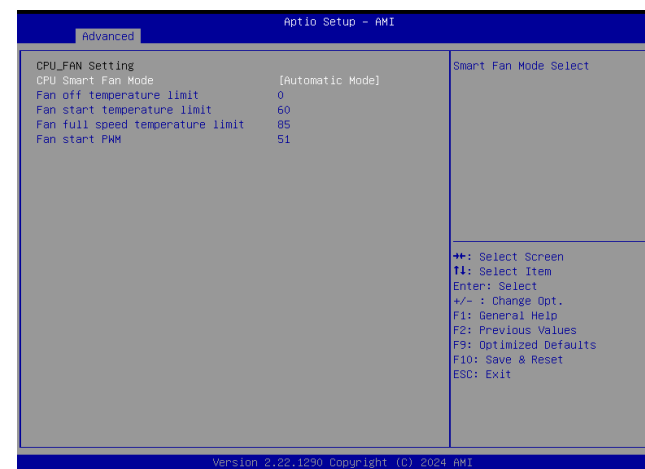 Aptio Setup - AMI
Advanced
CPU_FAN Setting
CPU Smart Fan Mode [Automatic Mode]
Fan off temperature limit 0
Fan start temperature limit 60
Fan full speed temperature limit 85
Fan start PWM 51
Smart Fan Mode Select
→←: Select Screen
↑↓: Select Item
Enter: Select
+/- : Change Opt.
F1: General Help
F2: Previous Values
F9: Optimized Defaults
F10: Save & Reset
ESC: Exit
Version 2.22.1290 Copyright (C) 2024 AMI